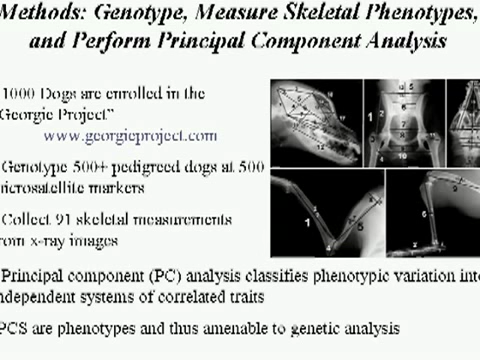 Methods: Genotype, Measure Skeletal Phenotypes,
and Perform Principal Component Analysis
1000 Dogs are enrolled in the
Georgie Project"
www.georgieproject.com
Genotype 500+ pedigreed dogs at 500
microsatellite markers
Collect 91 skeletal measurements
from x-ray images
Principal component (PC) analysis classifies phenotypic variation into
independent systems of correlated traits
PCS are phenotypes and thus amenable to genetic analysis